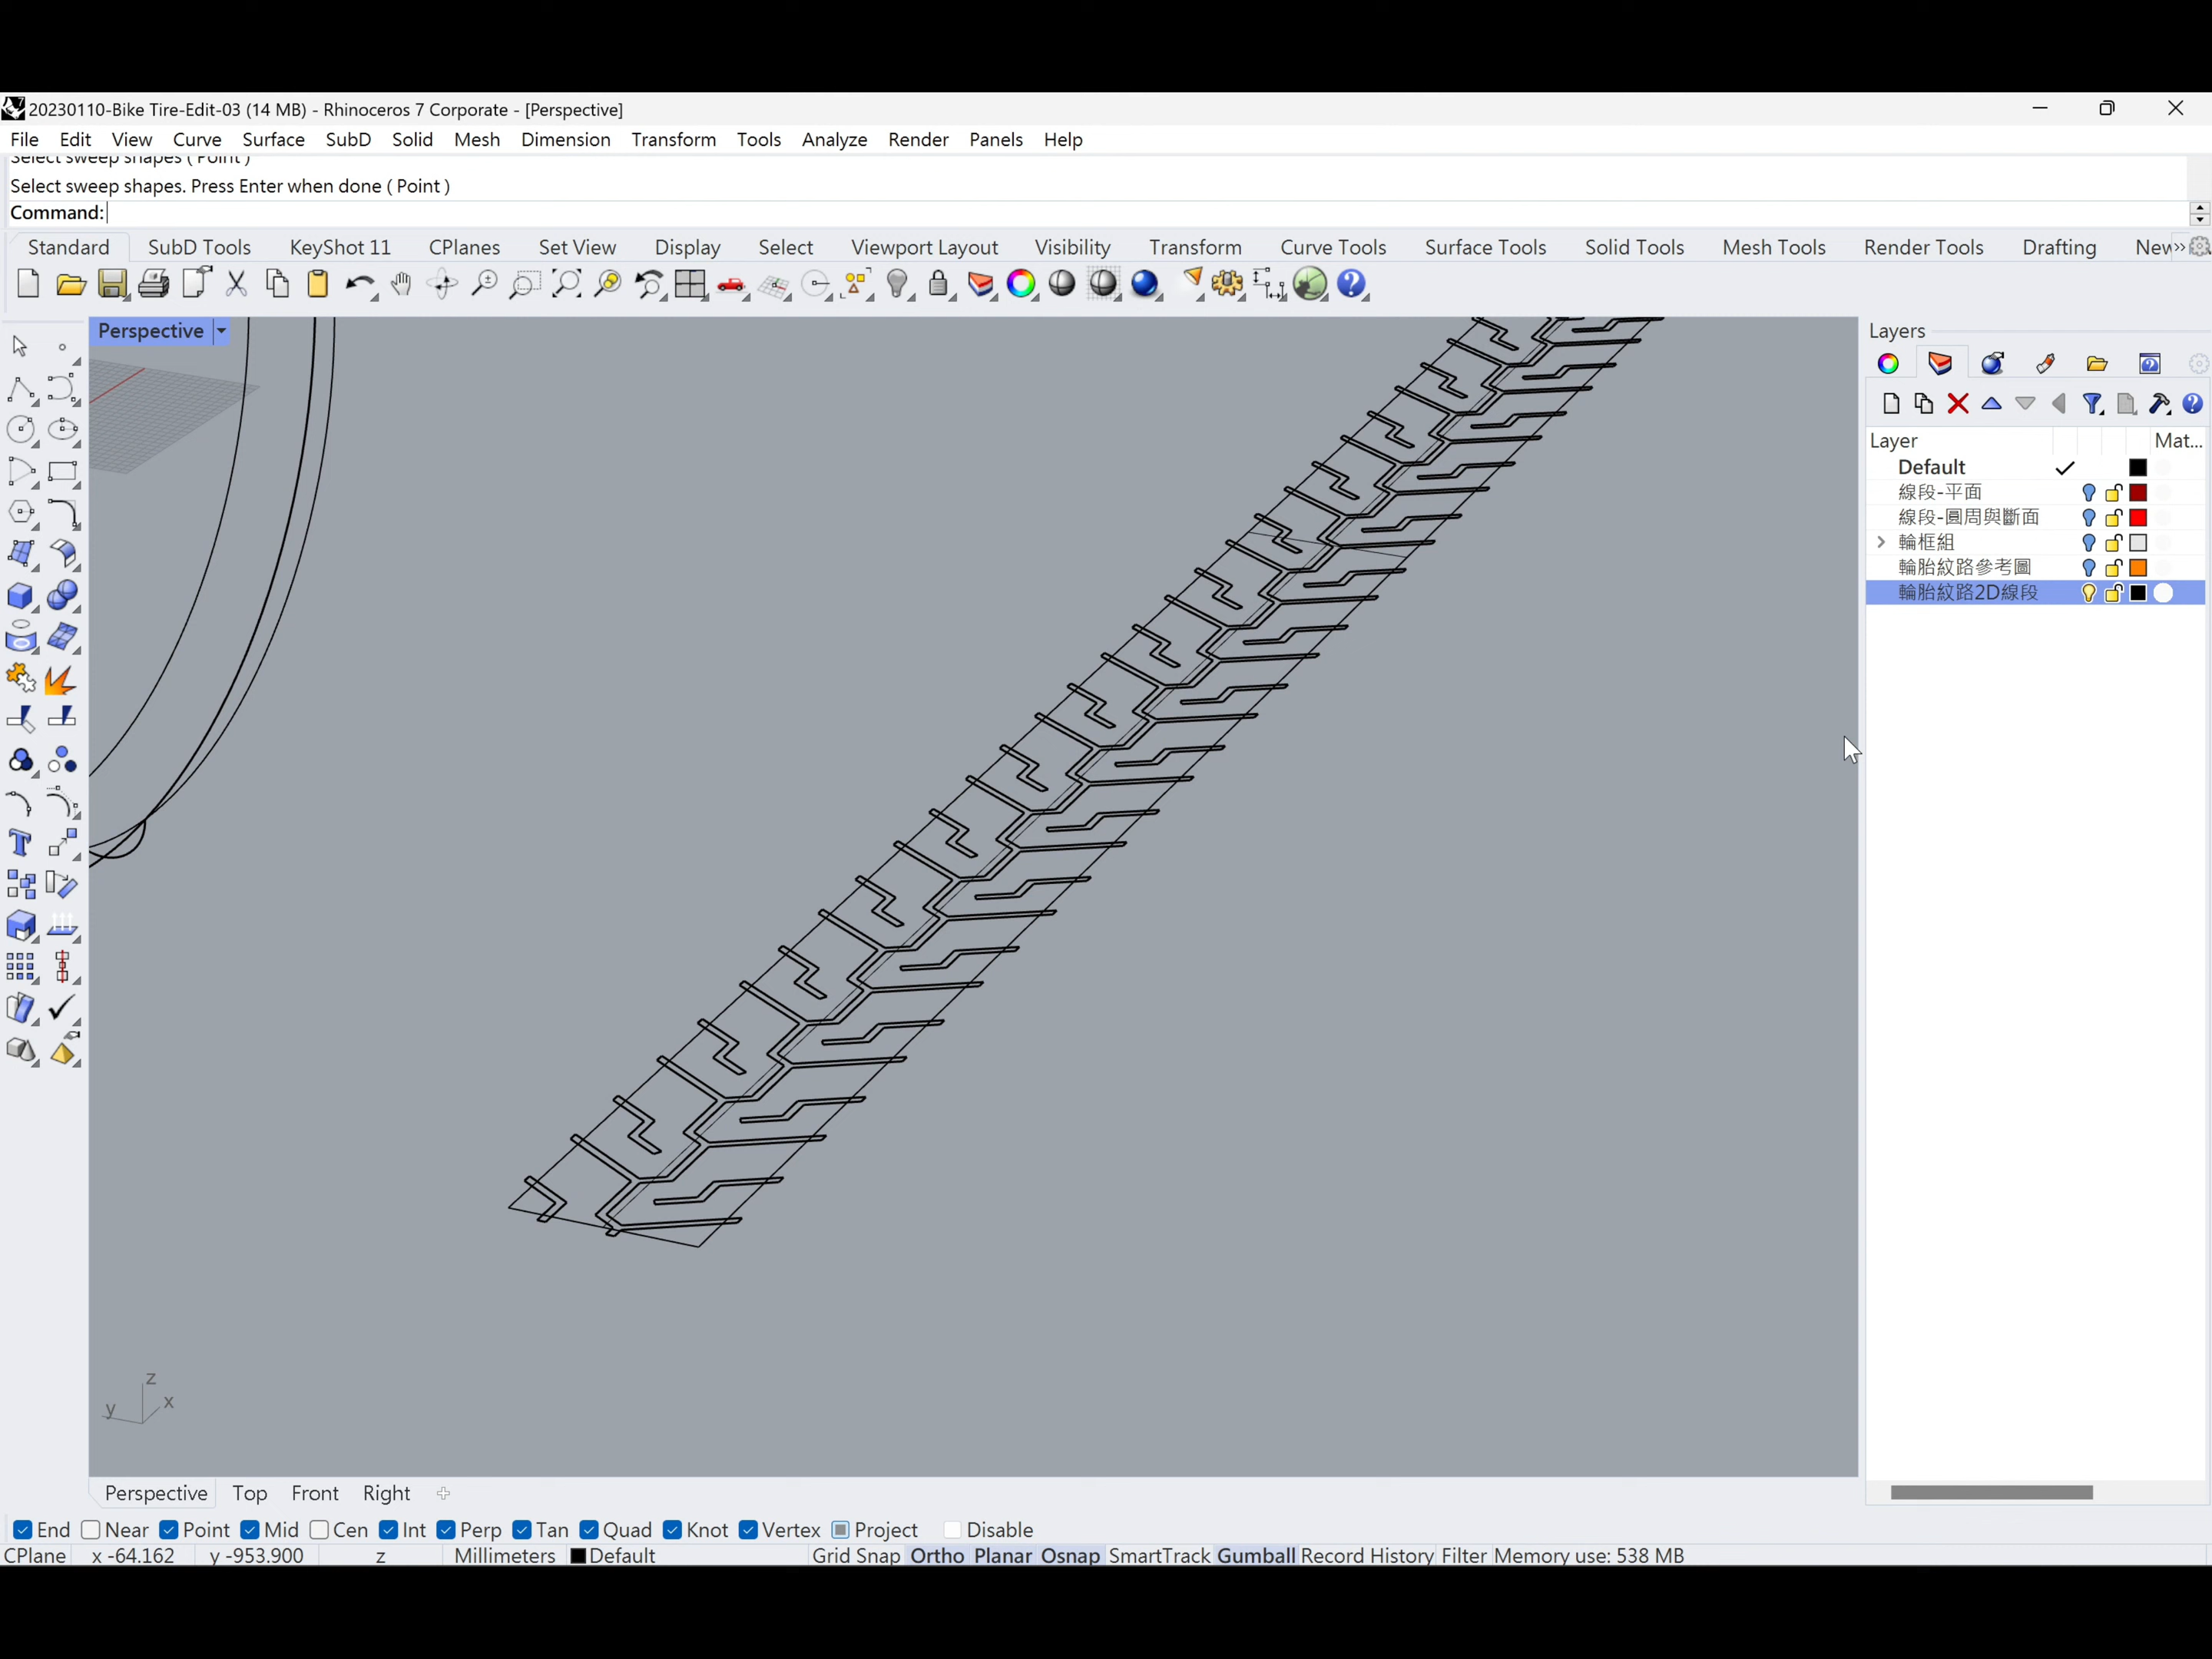 20230110-Bike Tire-Edit-03 (14 MB) - Rhinoceros 7 Corporate - [Perspective]
File Edit View Curve Surface SubD Solid Mesh Dimension Transform Tools Analyze Render Panels Help
Select sweep shapes ( Point )
Select sweep shapes. Press Enter when done ( Point )
Command:
Standard SubD Tools KeyShot 11 CPlanes Set View Display Select Viewport Layout Visibility Transform Curve Tools Surface Tools Solid Tools Mesh Tools Render Tools Drafting New
Perspective
Layers
Layer Mat...
Default
線段-平面
線段-圓周與斷面
輪框組
輪胎紋路參考圖
輪胎紋路2D線段
z
y x
Perspective Top Front Right
End Near Point Mid Cen Int Perp Tan Quad Knot Vertex Project Disable
CPlane x -64.162 y -953.900 z Millimeters Default Grid Snap Ortho Planar Osnap SmartTrack Gumball Record History Filter Memory use: 538 MB